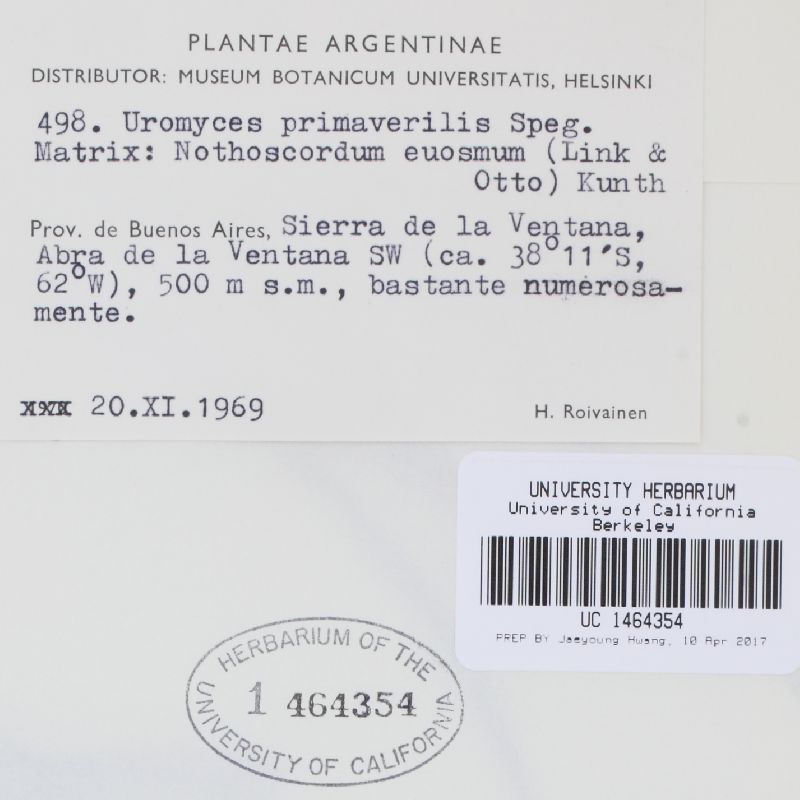 PLANTAE ARGENTINAE
DISTRIBUTOR: MUSEUM BOTANICUM UNIVERSITATIS, HELSINKI
498. Uromyces primaverilis Speg.
Matrix: Nothoscordum euosmum (Link &
Otto) Kunth
Prov. de Buenos Aires, Sierra de la Ventana,
Abra de la Ventana SW (ca. 38°11′S,
62°W), 500 m s.m., bastante numerosa-
mente.
20.XI.1969
H. Roivainen
UNIVERSITY HERBARIUM
University of California
Berkeley
UC 1464354
PREP BY Jaeyoung Hwang, 10 Apr 2017
HERBARIUM OF THE
1 464354
UNIVERSITY OF CALIFORNIA